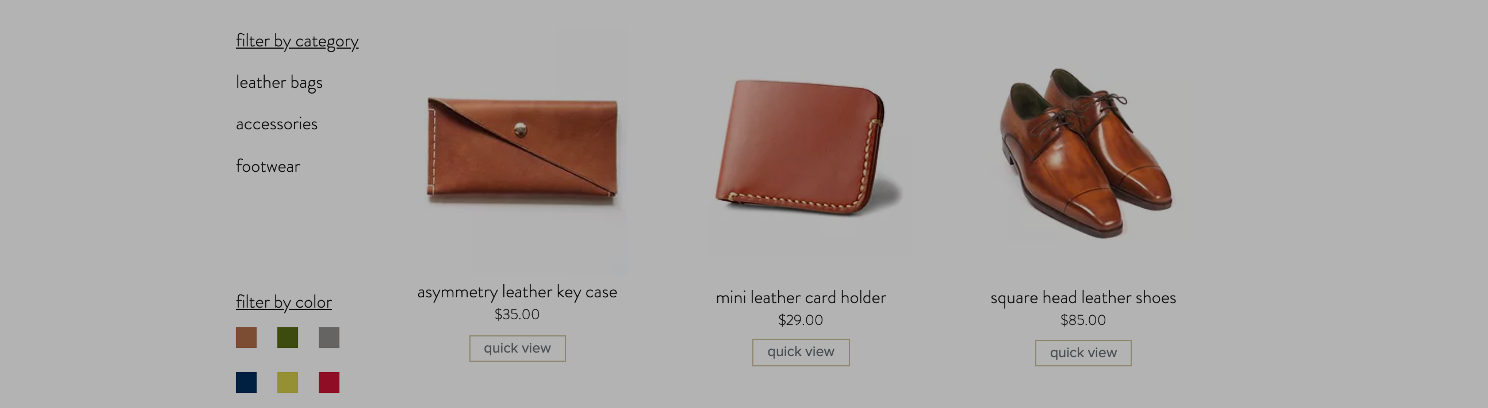 filter by category
leather bags
accessories
footwear
filter by color
asymmetry leather key case
$35.00
quick view
mini leather card holder
$29.00
quick view
square head leather shoes
$85.00
quick view